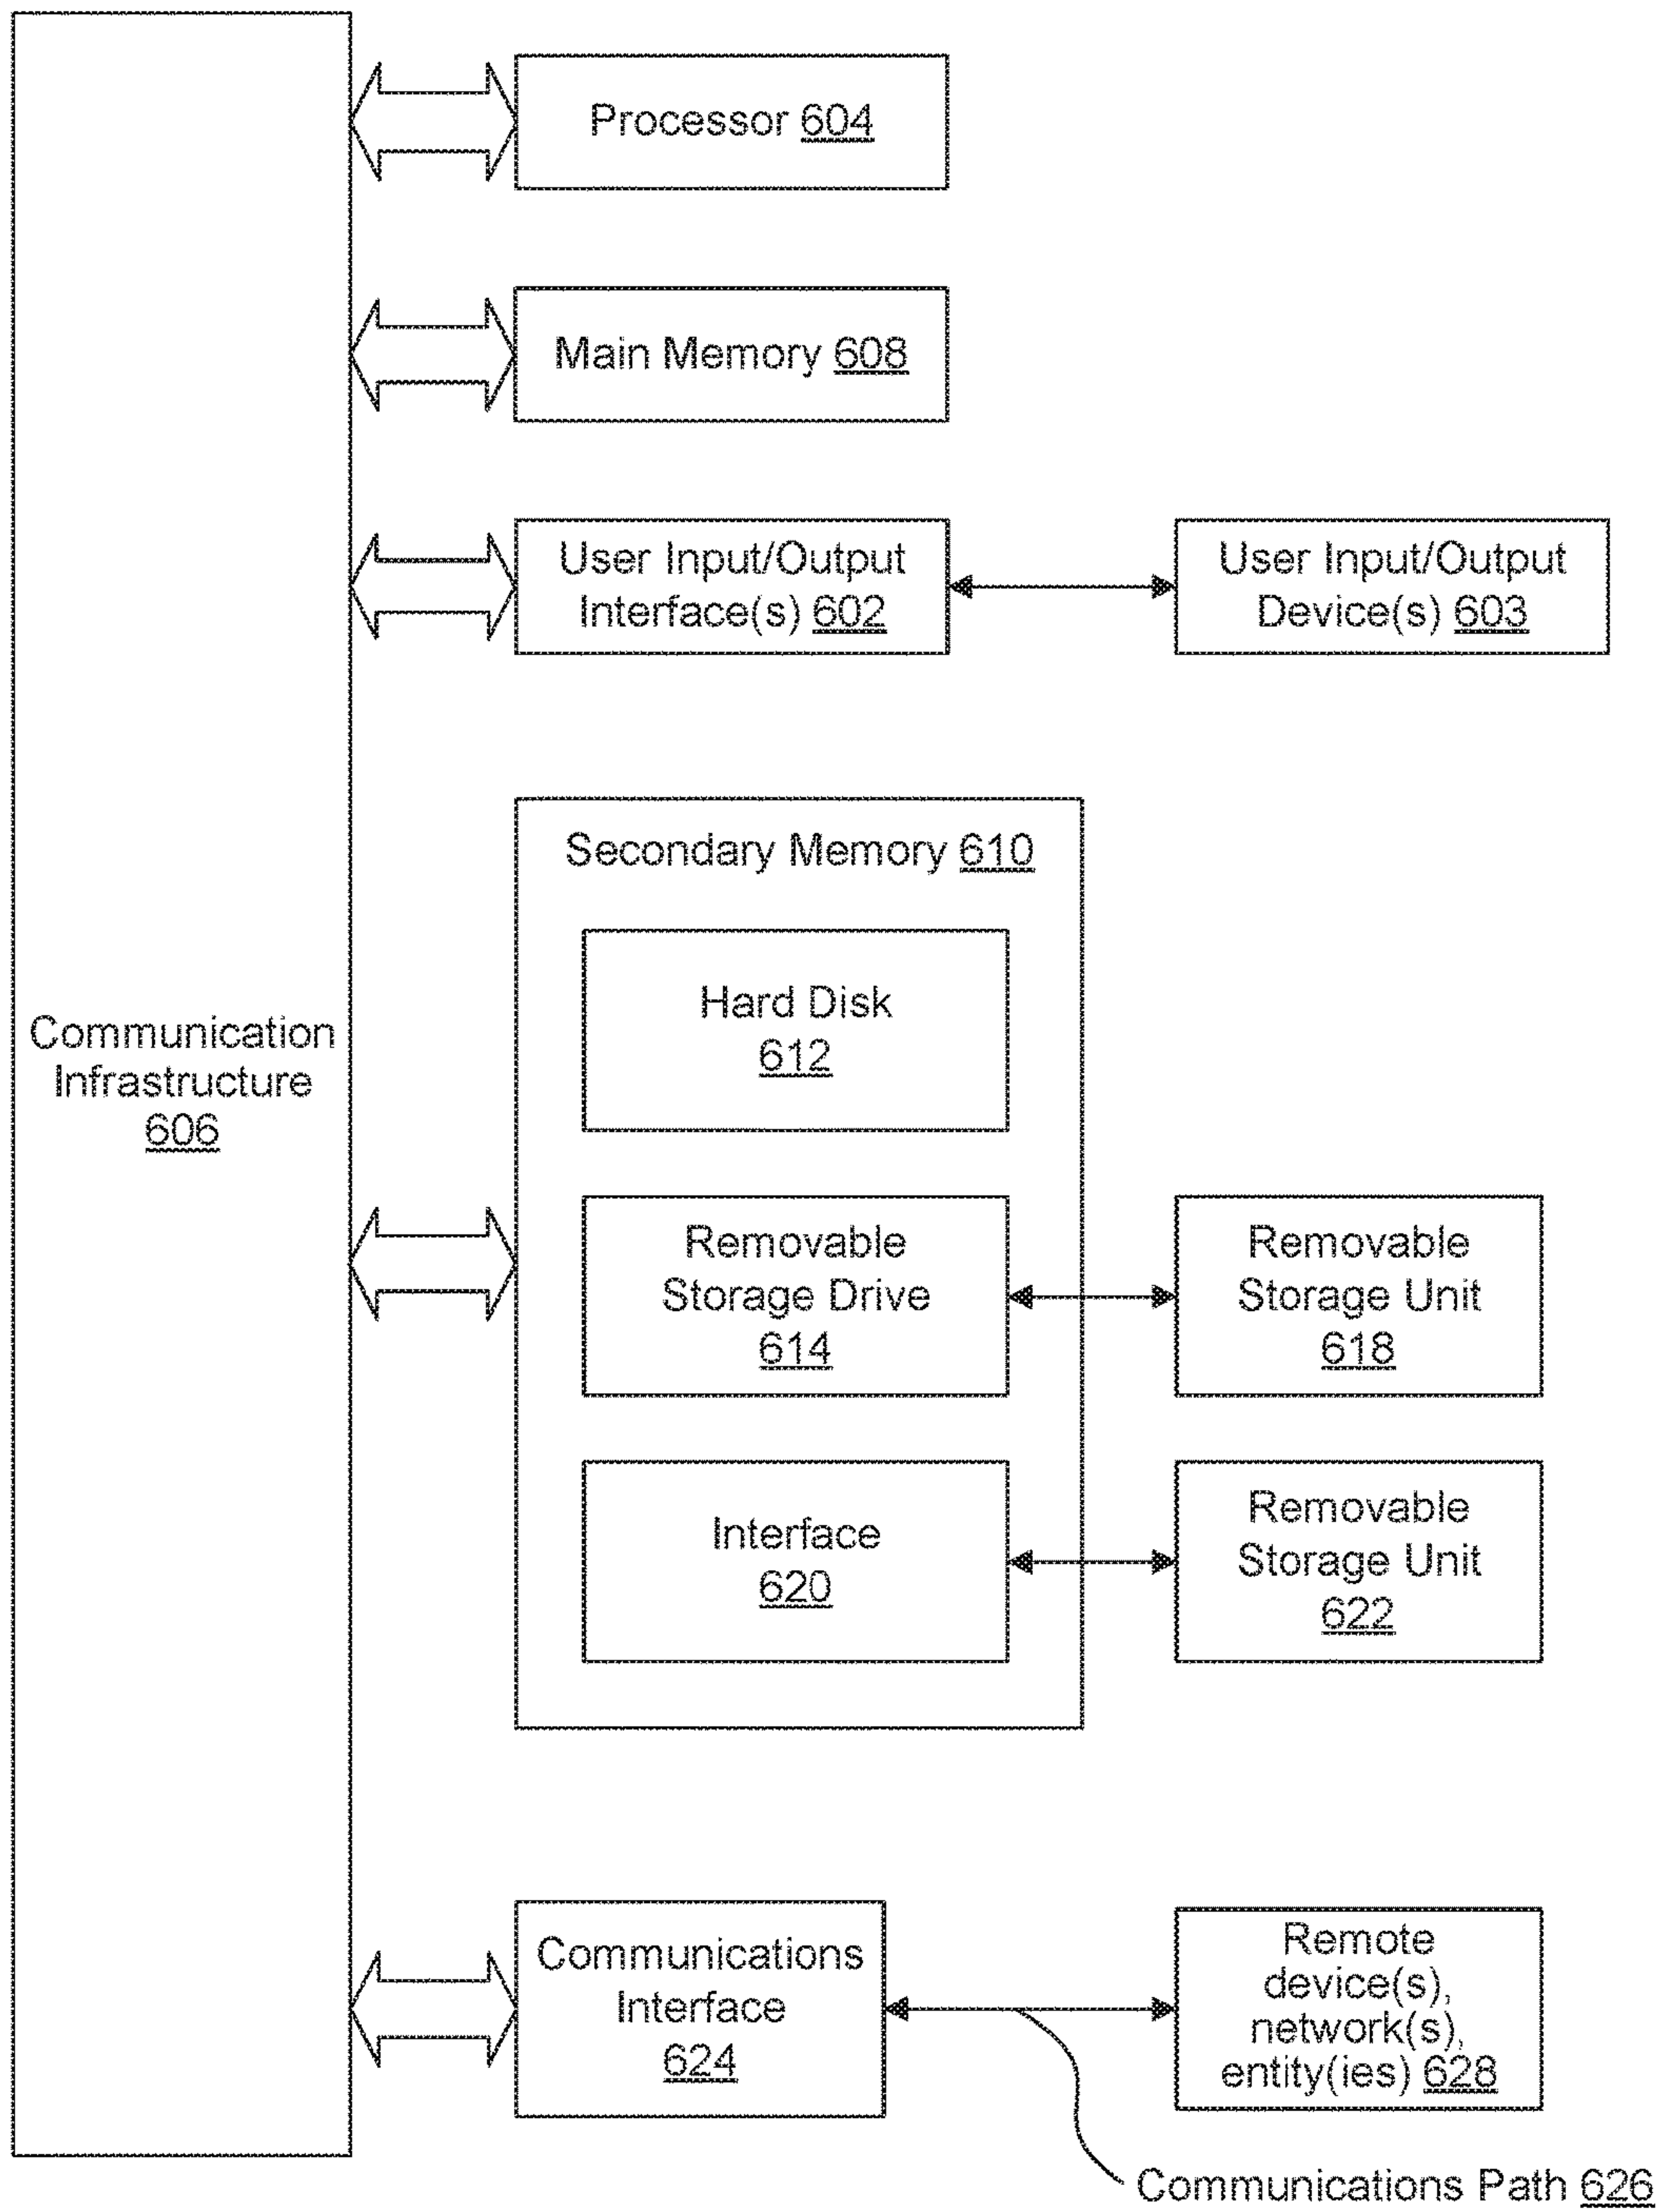 Processor 604
Main Memory 608
User Input/Output
Interface(s) 602
User Input/Output
Device(s) 603
Secondary Memory 610
Hard Disk
612
Communication
Infrastructure
606
Removable
Storage Drive
614
Removable
Storage Unit
618
Interface
620
Removable
Storage Unit
622
Communications
Interface
624
Remote
device(s),
network(s),
entity(ies) 628
Communications Path 626